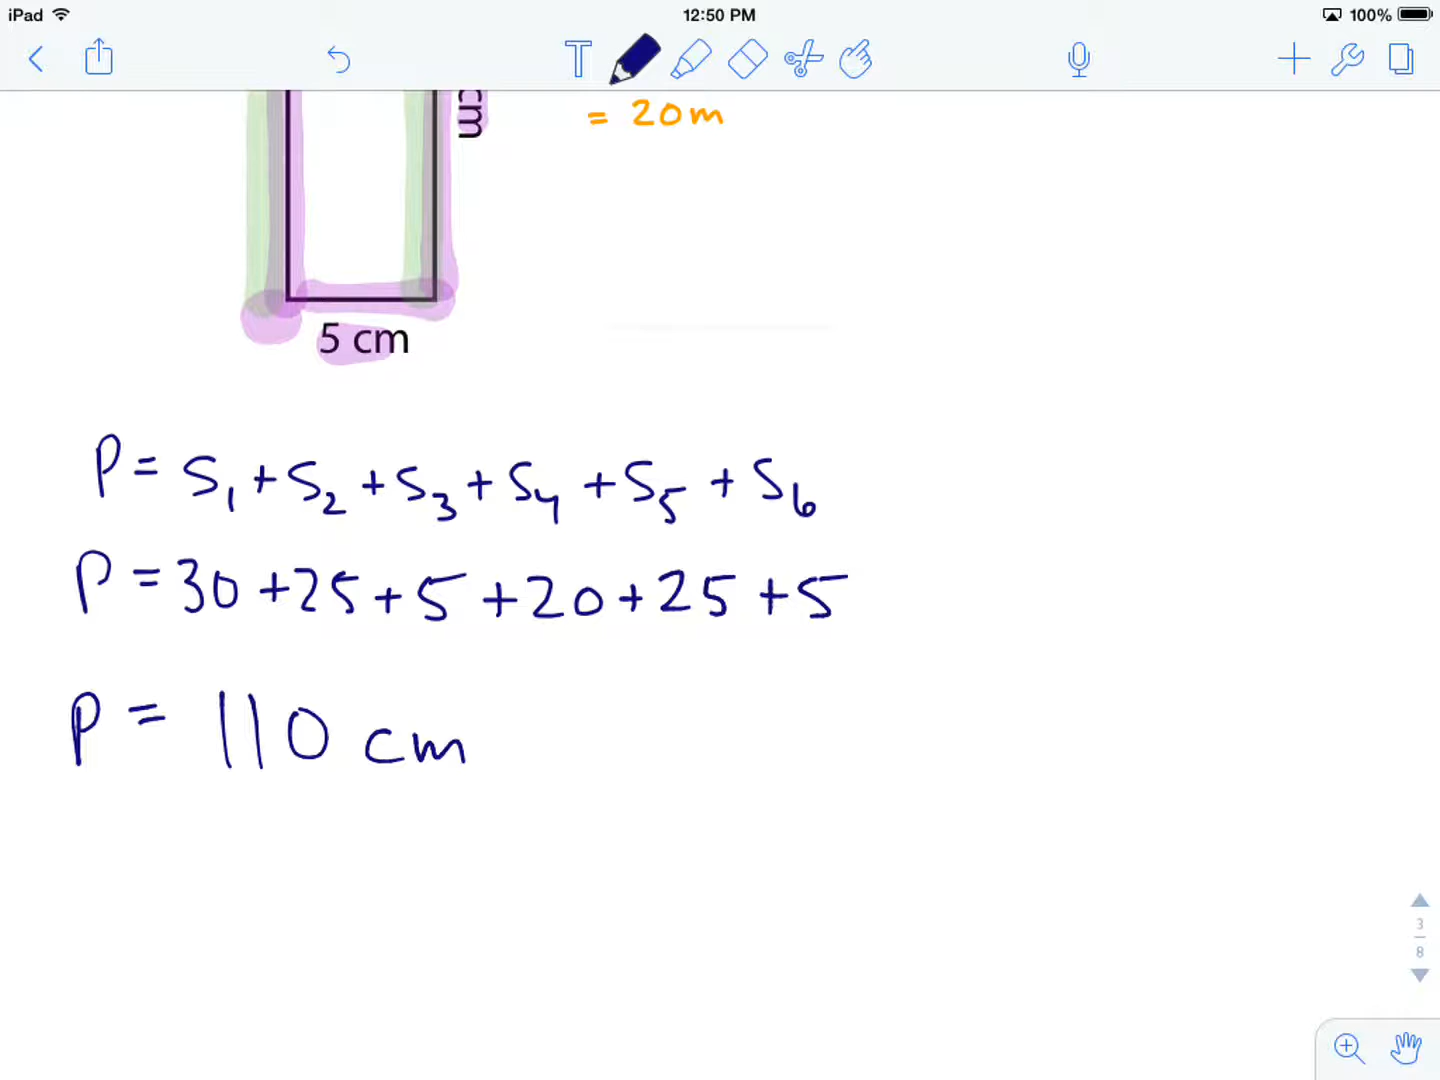 iPad 12:50 PM 100%
T
cm
= 20m
5 cm
P = S₁ + S₂ + S₃ + S₄ + S₅ + S₆
P = 30 + 25 + 5 + 20 + 25 + 5
P = 110 cm
3
8